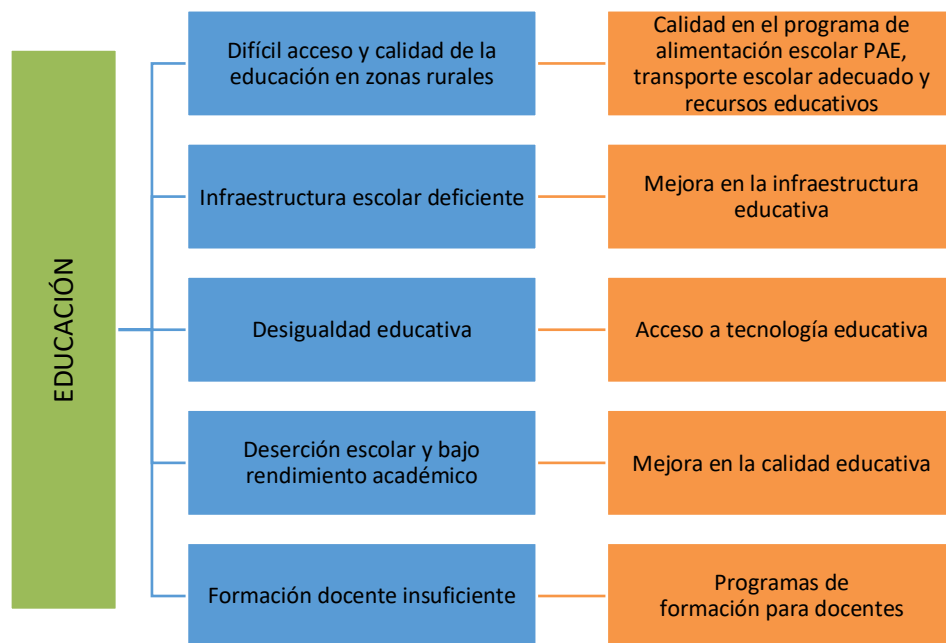 EDUCACIÓN
Difícil acceso y calidad de la
educación en zonas rurales
Calidad en el programa de
alimentación escolar PAE,
transporte escolar adecuado y
recursos educativos
Infraestructura escolar deficiente
Mejora en la infraestructura
educativa
Desigualdad educativa
Acceso a tecnología educativa
Deserción escolar y bajo
rendimiento académico
Mejora en la calidad educativa
Formación docente insuficiente
Programas de
formación para docentes